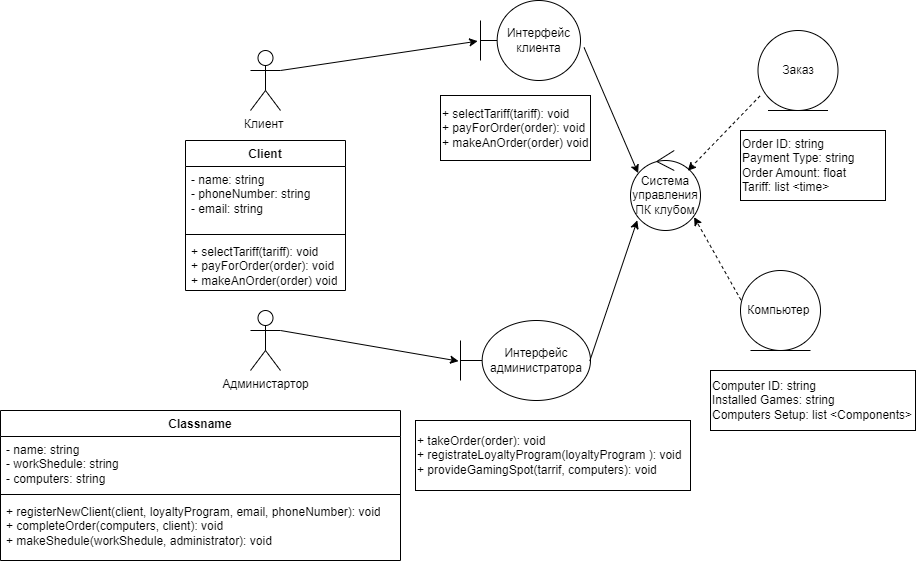 Интерфейс
клиента
Заказ
Клиент
+ selectTariff(tariff): void
+ payForOrder(order): void
+ makeAnOrder(order) void
Client
- name: string
- phoneNumber: string
- email: string
+ selectTariff(tariff): void
+ payForOrder(order): void
+ makeAnOrder(order) void
Система
управления
ПК клубом
Order ID: string
Payment Type: string
Order Amount: float
Tariff: list <time>
Компьютер
Computer ID: string
Installed Games: string
Computers Setup: list <Components>
Интерфейс
администратора
Администартор
Classname
- name: string
- workShedule: string
- computers: string
+ registerNewClient(client, loyaltyProgram, email, phoneNumber): void
+ completeOrder(computers, client): void
+ makeShedule(workShedule, administrator): void
+ takeOrder(order): void
+ registrateLoyaltyProgram(loyaltyProgram ): void
+ provideGamingSpot(tarrif, computers): void